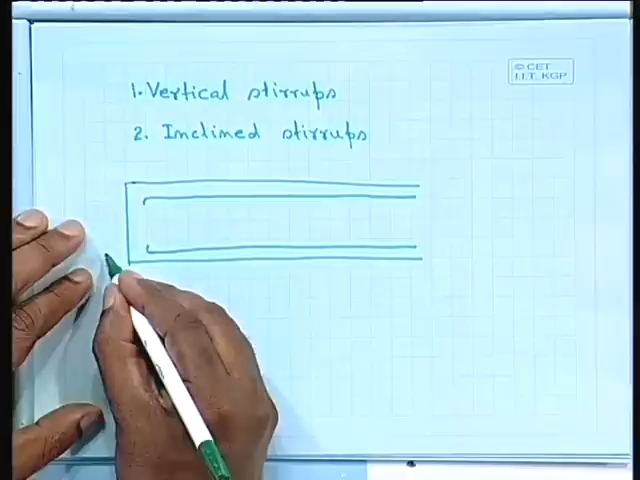 © CET
I.I.T. KGP
1. Vertical stirrups
2. Inclined stirrups